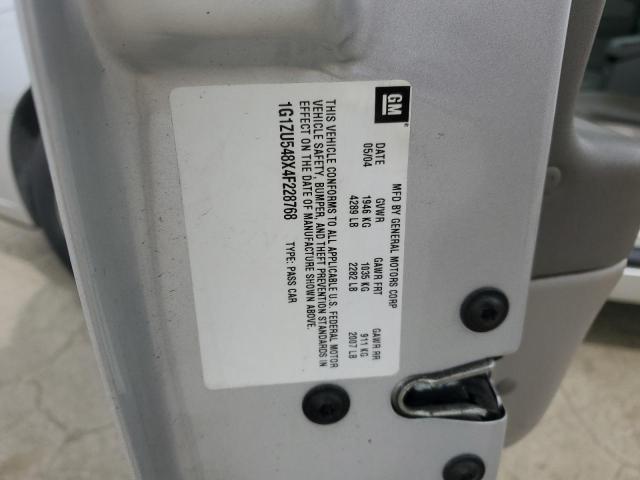 GM
MFD BY GENERAL MOTORS CORP
DATE GVWR GAWR FRT GAWR RR
05/04 1946 KG 1035 KG 911 KG
4289 LB 2282 LB 2007 LB
THIS VEHICLE CONFORMS TO ALL APPLICABLE U.S. FEDERAL MOTOR
VEHICLE SAFETY, BUMPER, AND THEFT PREVENTION STANDARDS IN
EFFECT ON THE DATE OF MANUFACTURE SHOWN ABOVE.
1G1ZU548X4F228768 TYPE: PASS CAR